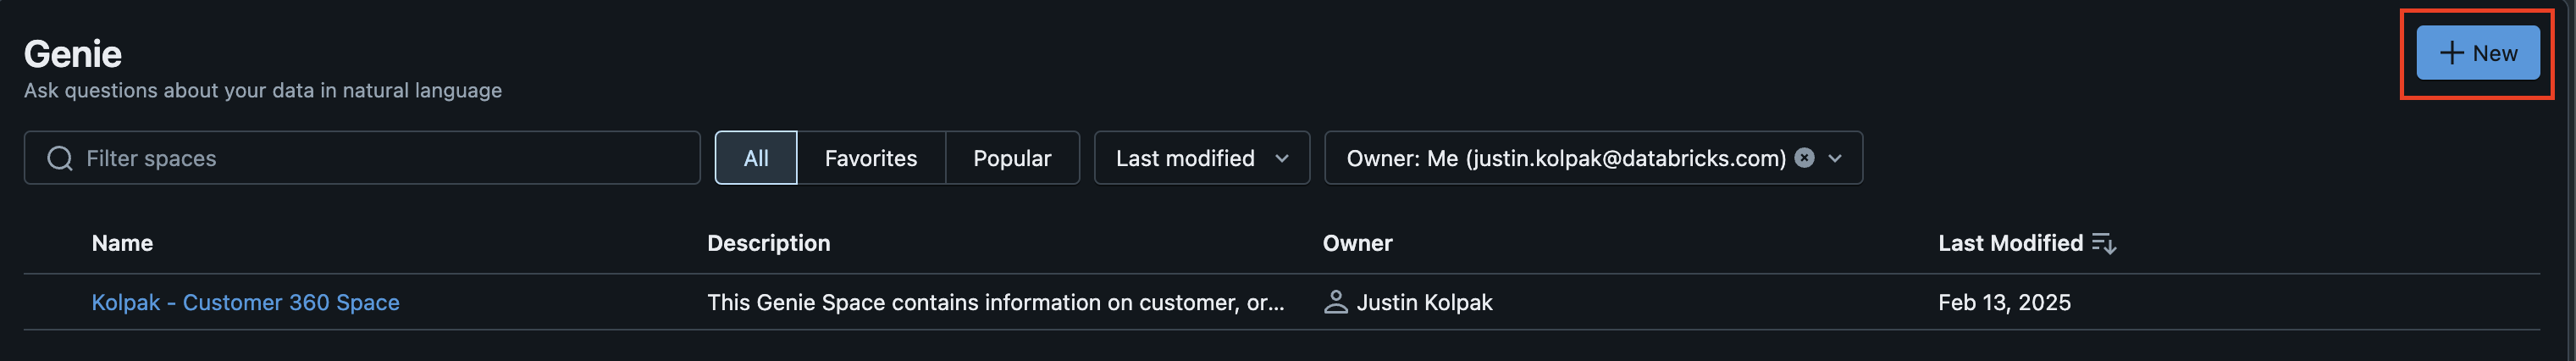 Genie
+ New
Ask questions about your data in natural language
Filter spaces All Favorites Popular Last modified Owner: Me (justin.kolpak@databricks.com)
Name Description Owner Last Modified
Kolpak - Customer 360 Space This Genie Space contains information on customer, or... Justin Kolpak Feb 13, 2025